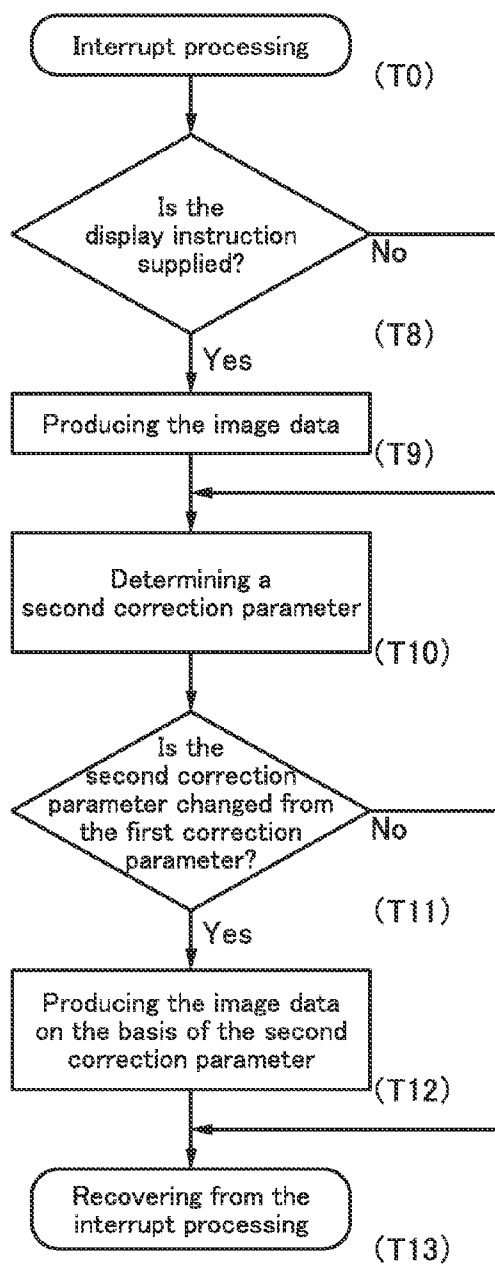 Interrupt processing
(T0)
Is the
display instruction
supplied?
No
(T8)
Yes
Producing the image data
(T9)
Determining a
second correction parameter
(T10)
Is the
second correction
parameter changed from
the first correction
parameter?
No
(T11)
Yes
Producing the image data
on the basis of the second
correction parameter
(T12)
Recovering from the
interrupt processing
(T13)